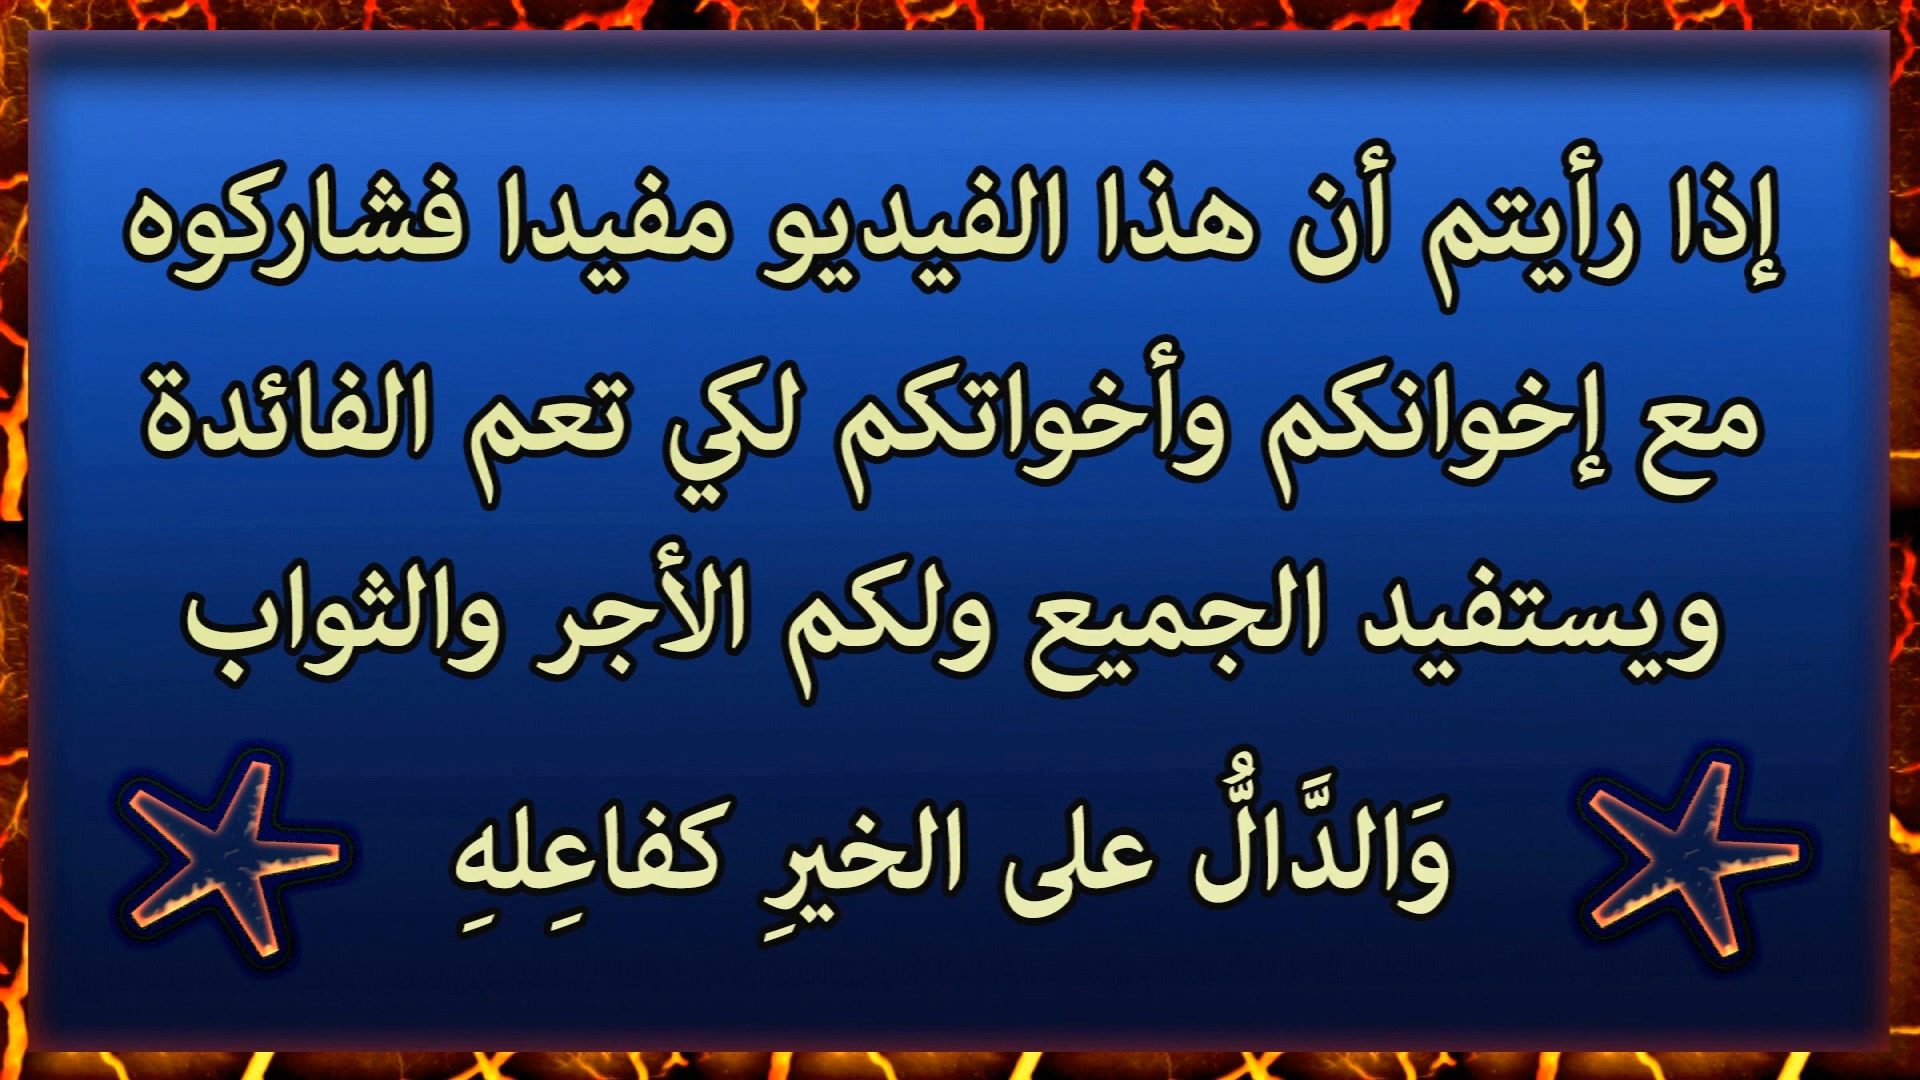 إذا رأيتم أن هذا الفيديو مفيدا فشاركوه
مع إخوانكم وأخواتكم لكي تعم الفائدة
ويستفيد الجميع ولكم الأجر والثواب
وَالدَّالُّ على الخيرِ كفاعِلهِ